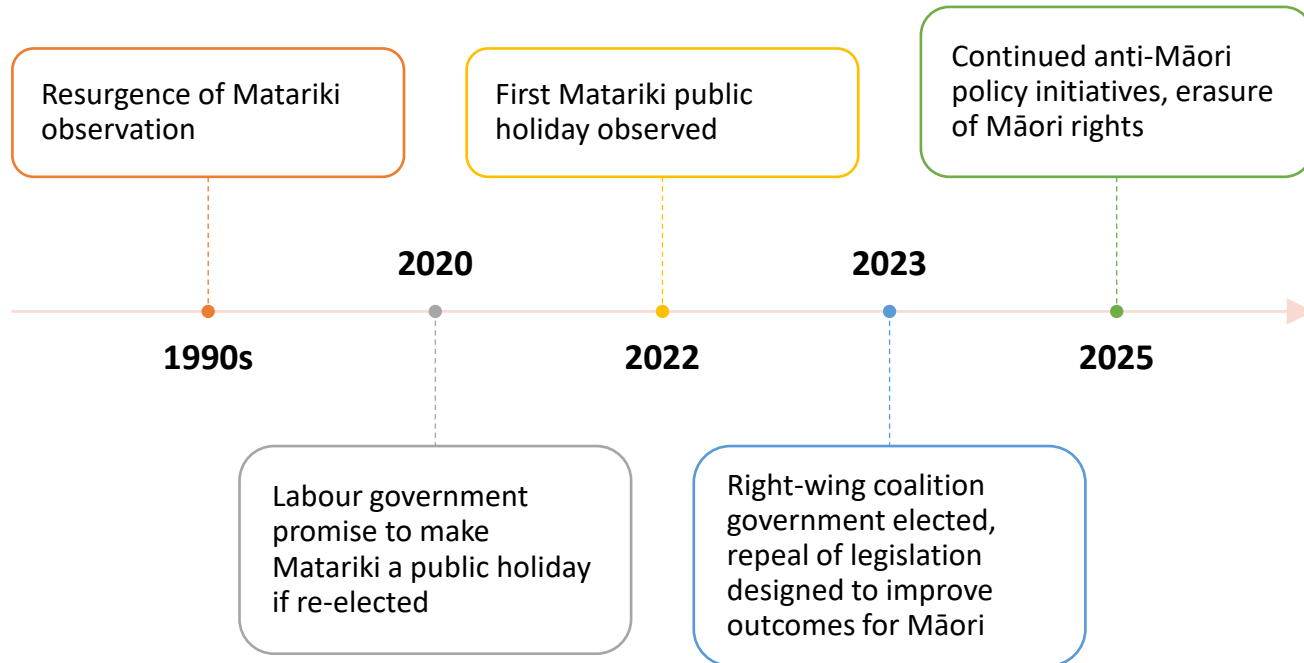 Resurgence of Matariki
observation
First Matariki public
holiday observed
Continued anti-Māori
policy initiatives, erasure
of Māori rights
2020
2023
1990s
2022
2025
Labour government
promise to make
Matariki a public holiday
if re-elected
Right-wing coalition
government elected,
repeal of legislation
designed to improve
outcomes for Māori